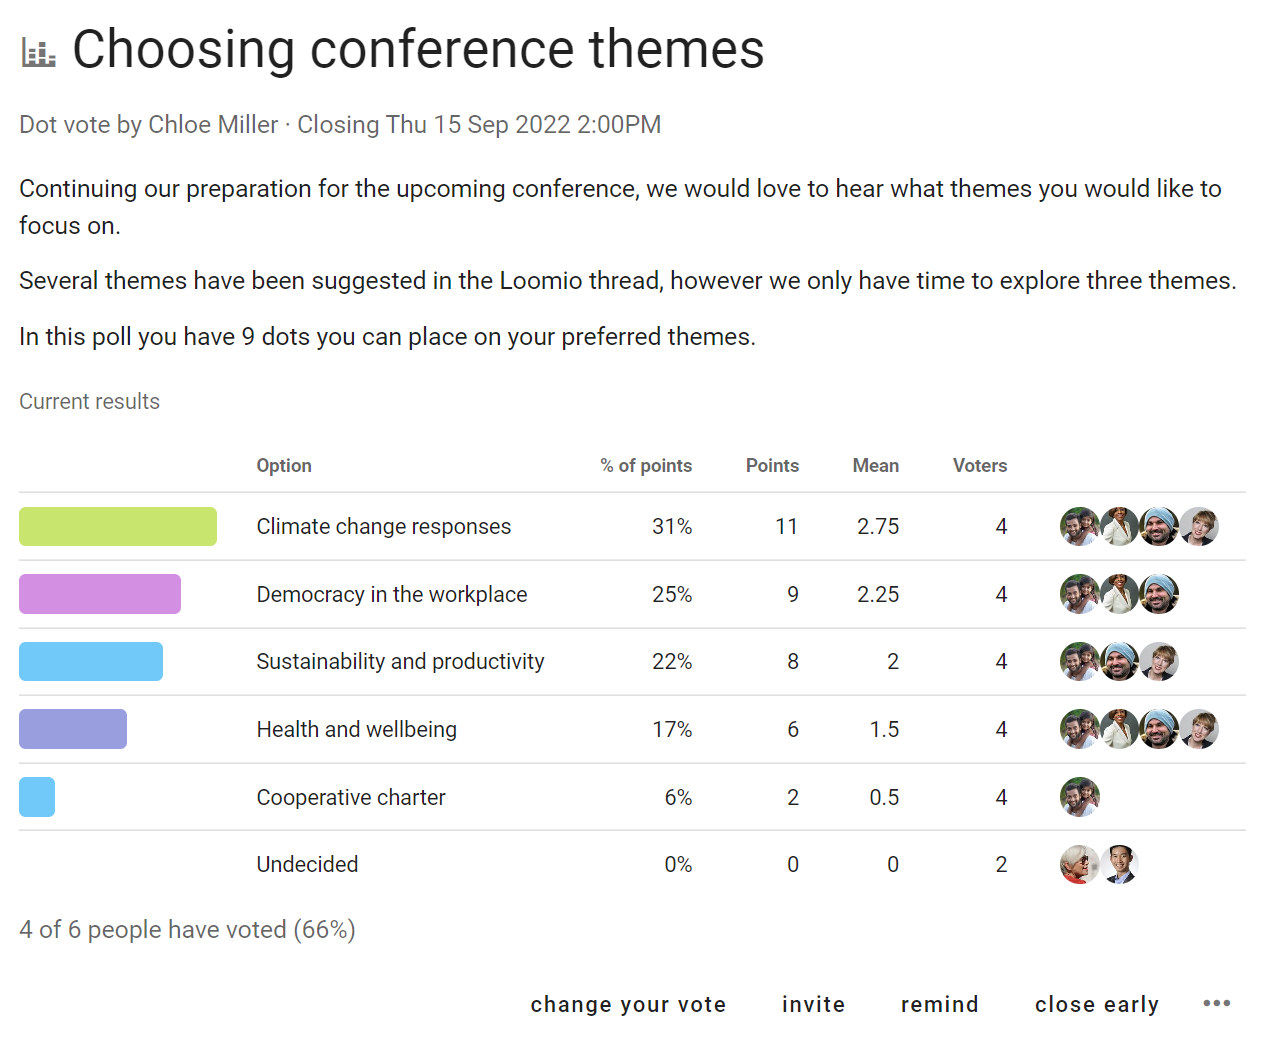 Choosing conference themes
Dot vote by Chloe Miller · Closing Thu 15 Sep 2022 2:00PM
Continuing our preparation for the upcoming conference, we would love to hear what themes you would like to
focus on.
Several themes have been suggested in the Loomio thread, however we only have time to explore three themes.
In this poll you have 9 dots you can place on your preferred themes.
Current results
Option % of points Points Mean Voters
Climate change responses 31% 11 2.75 4
Democracy in the workplace 25% 9 2.25 4
Sustainability and productivity 22% 8 2 4
Health and wellbeing 17% 6 1.5 4
Cooperative charter 6% 2 0.5 4
Undecided 0% 0 0 2
4 of 6 people have voted (66%)
change your vote invite remind close early